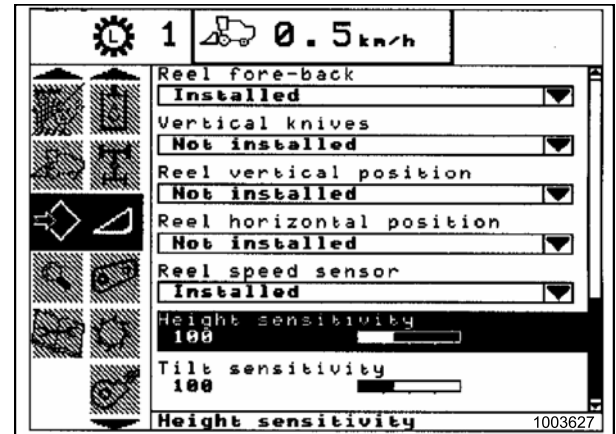 L 1 0.5km/h
Reel fore-back
Installed
Vertical knives
Not installed
Reel vertical position
Not installed
Reel horizontal position
Not installed
Reel speed sensor
Installed
Height sensitivity
100
Tilt sensitivity
100
Height sensitivity
1003627